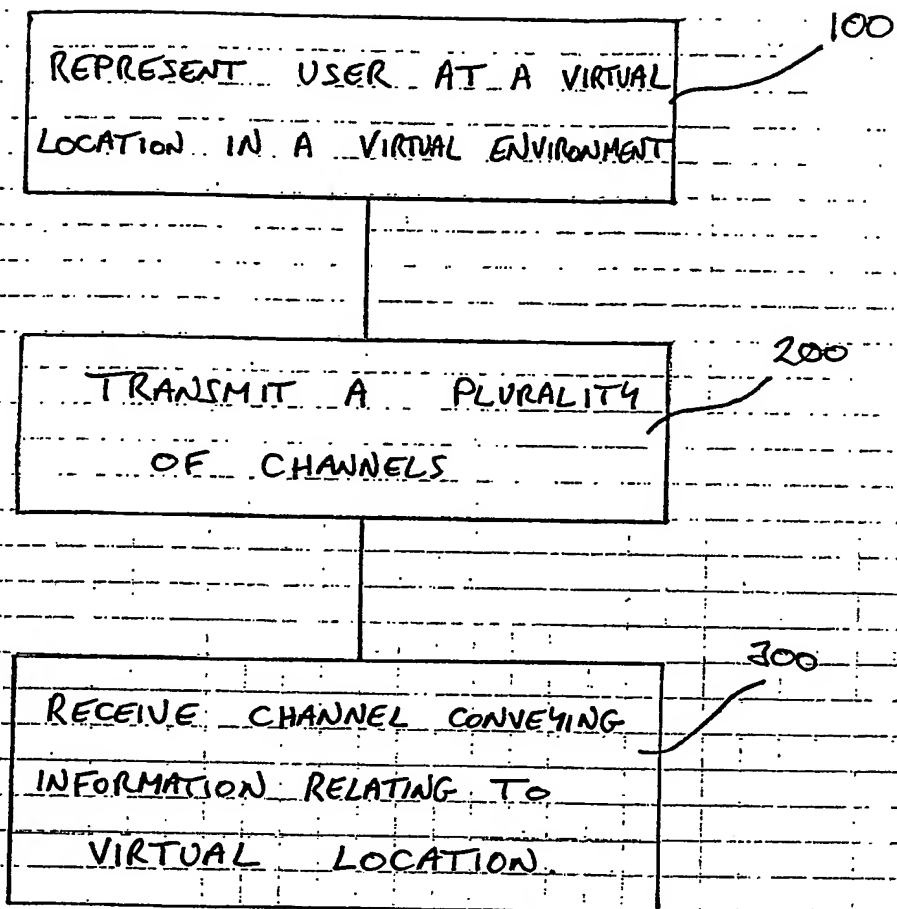 100
REPRESENT USER AT A VIRTUAL
LOCATION IN A VIRTUAL ENVIRONMENT
200
TRANSMIT A PLURALITY
OF CHANNELS
300
RECEIVE CHANNEL CONVEYING
INFORMATION RELATING TO
VIRTUAL LOCATION.